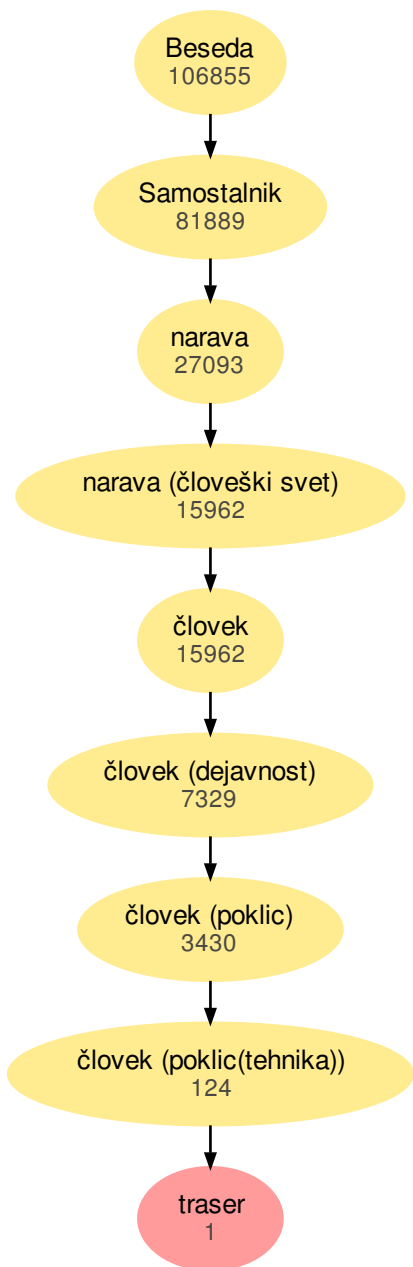 Beseda
106855
Samostalnik
81889
narava
27093
narava (človeški svet)
15962
človek
15962
človek (dejavnost)
7329
človek (poklic)
3430
človek (poklic(tehnika))
124
traser
1